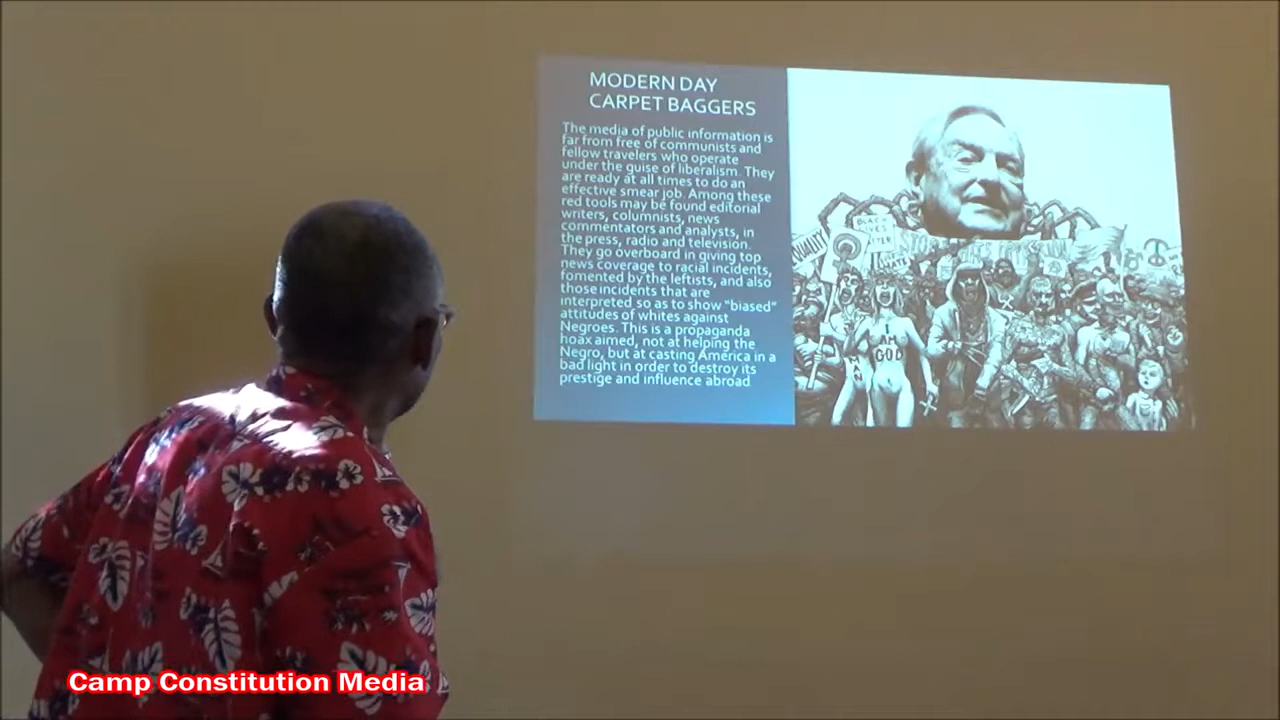 MODERN DAY
CARPET BAGGERS
The media of public information is
far from free of communists and
fellow travelers who operate
under the guise of liberalism. They
are ready at all times to do an
effective smear job. Among these
red tools may be found editorial
writers, columnists, news
commentators and analysts, in
the press, radio and television.
They go overboard in giving top
news coverage to racial incidents,
fomented by the leftists, and also
those incidents that are
interpreted so as to show "biased"
attitudes of whites against
Negroes. This is a propaganda
hoax aimed, not at helping the
Negro, but at casting America in a
bad light in order to destroy its
prestige and influence abroad
BLACK
I
AM
GOD
Camp Constitution Media